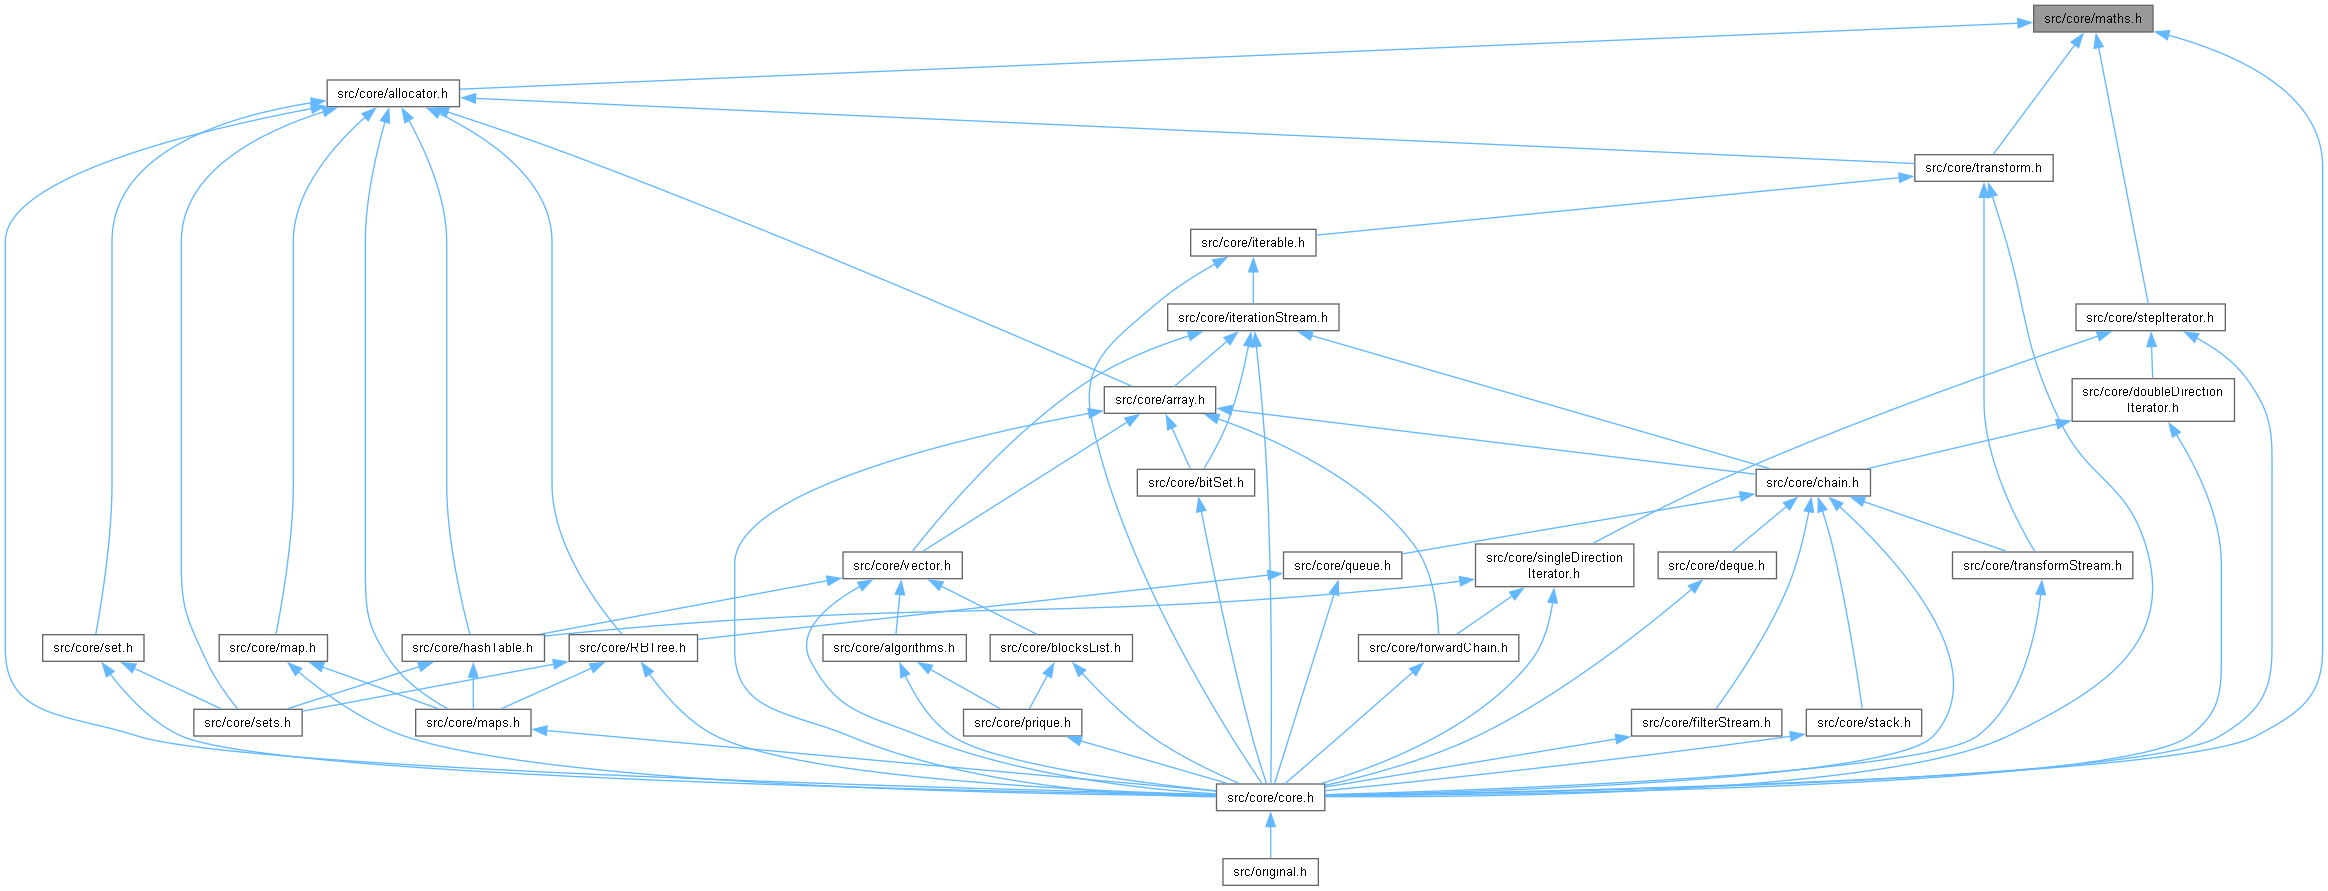 src/core/maths.h
src/core/allocator.h
src/core/transform.h
src/core/iterable.h
src/core/iterationStream.h
src/core/stepIterator.h
src/core/array.h
src/core/doubleDirection
Iterator.h
src/core/bitSet.h
src/core/chain.h
src/core/vector.h
src/core/queue.h
src/core/singleDirection
Iterator.h
src/core/deque.h
src/core/transformStream.h
src/core/set.h
src/core/map.h
src/core/hashTable.h
src/core/RBTree.h
src/core/algorithms.h
src/core/blocksList.h
src/core/forwardChain.h
src/core/sets.h
src/core/maps.h
src/core/prique.h
src/core/filterStream.h
src/core/stack.h
src/core/core.h
src/original.h